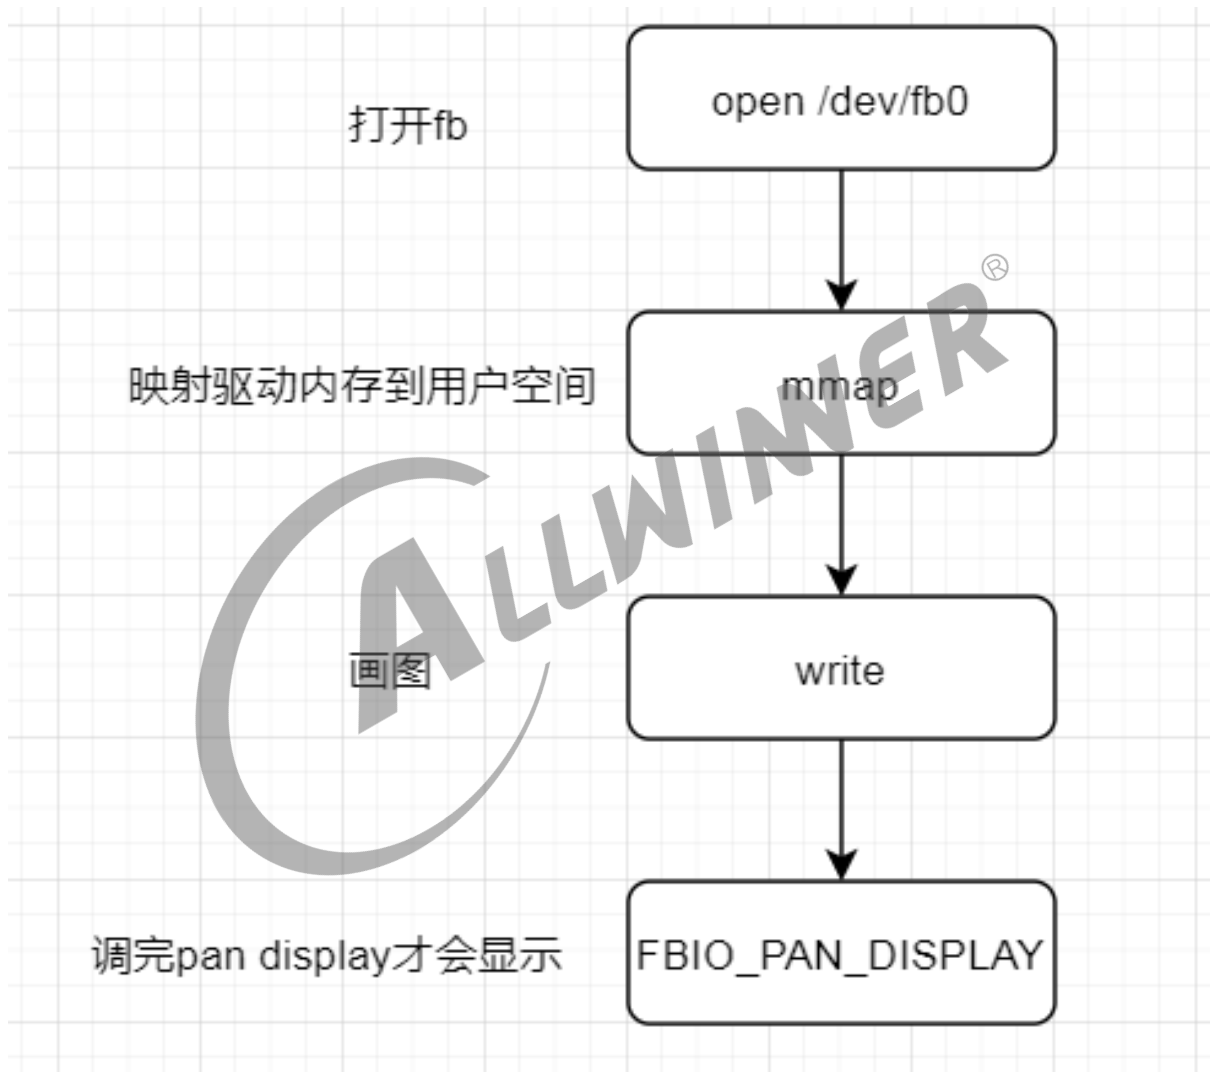 打开fb
open /dev/fb0
映射驱动内存到用户空间
mmap
ALLWINNER®
画图
write
调完pan display才会显示
FBIO_PAN_DISPLAY